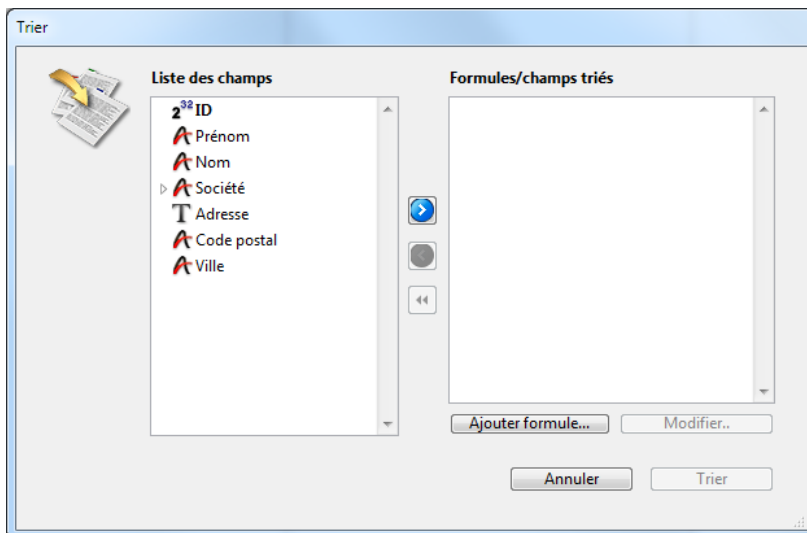 Trier
Liste des champs
2³² ID
Prénom
Nom
Société
Adresse
Code postal
Ville
Formules/champs triés
Ajouter formule...
Modifier..
Annuler
Trier